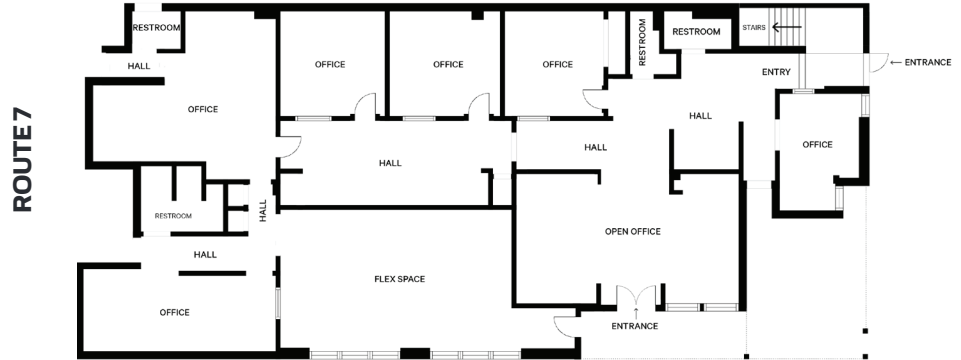 ROUTE 7
RESTROOM
HALL
OFFICE
OFFICE
OFFICE
OFFICE
RESTROOM
RESTROOM
STAIRS
ENTRY
← ENTRANCE
HALL
HALL
HALL
OFFICE
RESTROOM
HALL
HALL
OFFICE
FLEX SPACE
OPEN OFFICE
ENTRANCE